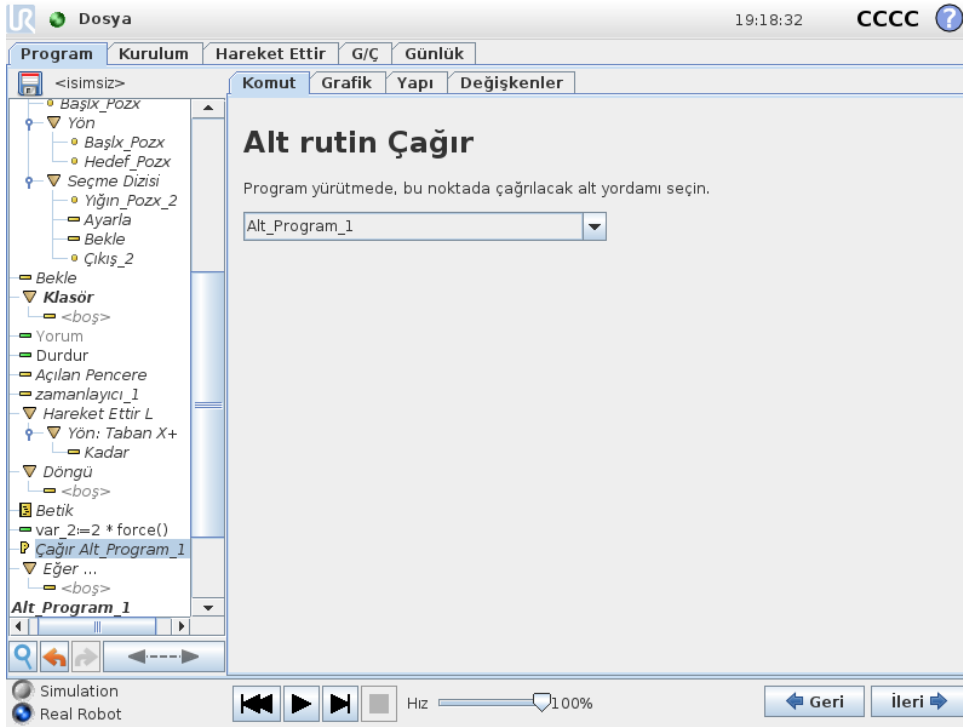 Dosya 19:18:32 CCCC ?
Program Kurulum Hareket Ettir G/Ç Günlük
<isimsiz>
Komut Grafik Yapı Değişkenler
Başlx_Pozx
Yön
Başlx_Pozx
Hedef_Pozx
Seçme Dizisi
Yığın_Pozx_2
Ayarla
Bekle
Çıkış_2
Bekle
Klasör
<boş>
Yorum
Durdur
Açılan Pencere
zamanlayıcı_1
Hareket Ettir L
Yön: Taban X+
Kadar
Döngü
<boş>
Betik
var_2:=2 * force()
Çağır Alt_Program_1
Eğer ...
<boş>
Alt_Program_1
Alt rutin Çağır
Program yürütmede, bu noktada çağrılacak alt yordamı seçin.
Alt_Program_1
Simulation
Real Robot
Hız 100%
Geri İleri